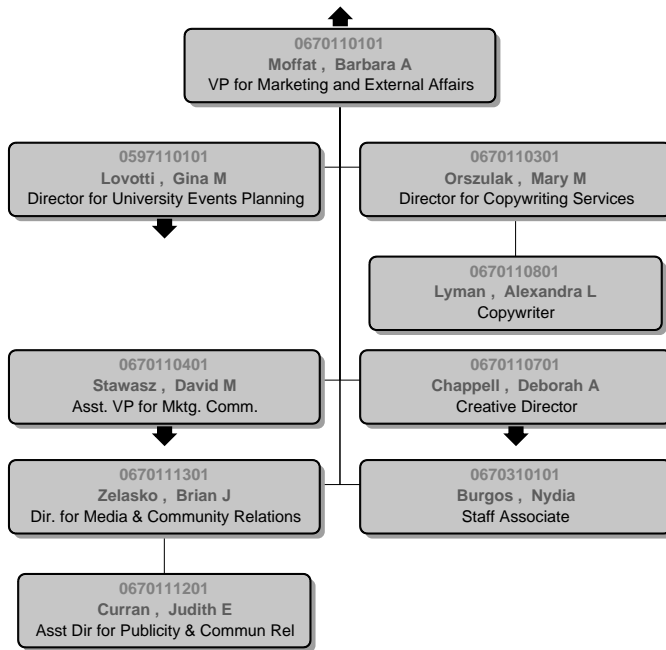 0670110101
Moffat , Barbara A
VP for Marketing and External Affairs
0597110101
Lovotti , Gina M
Director for University Events Planning
0670110301
Orszulak , Mary M
Director for Copywriting Services
0670110801
Lyman , Alexandra L
Copywriter
0670110401
Stawasz , David M
Asst. VP for Mktg. Comm.
0670110701
Chappell , Deborah A
Creative Director
0670111301
Zelasko , Brian J
Dir. for Media & Community Relations
0670310101
Burgos , Nydia
Staff Associate
0670111201
Curran , Judith E
Asst Dir for Publicity & Commun Rel